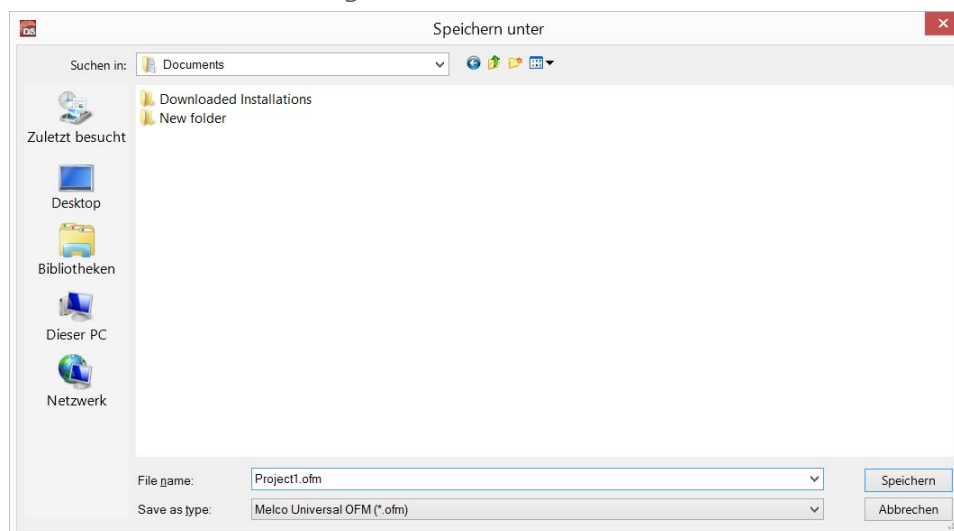 Speichern unter
Suchen in: Documents
Downloaded Installations
New folder
Zuletzt besucht
Desktop
Bibliotheken
Dieser PC
Netzwerk
File name: Project1.ofm Speichern
Save as type: Melco Universal OFM (*.ofm) Abbrechen